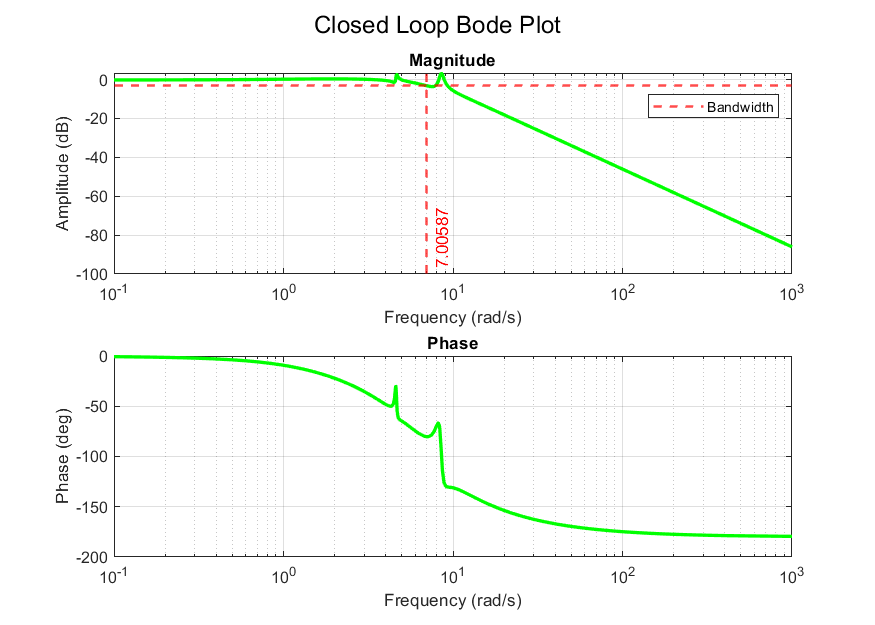 Closed Loop Bode Plot
Magnitude
0
-20
-40
-60
-80
-100
Amplitude (dB)
Bandwidth
7.00587
10^-1
10^0
10^1
10^2
10^3
Frequency (rad/s)
Phase
0
-50
-100
-150
-200
Phase (deg)
10^-1
10^0
10^1
10^2
10^3
Frequency (rad/s)